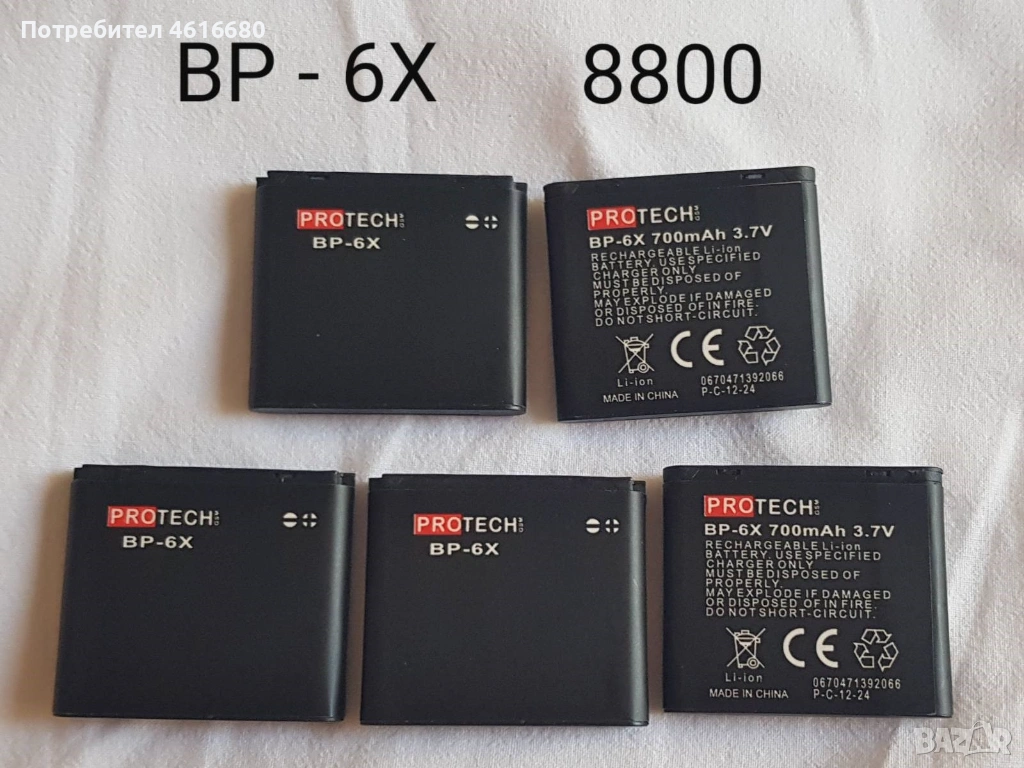 Потребител 4616680
BP - 6X 8800
PROTECH
BP-6X
PROTECH
BP-6X 700mAh 3.7V
RECHARGEABLE Li-ion
BATTERY. USE SPECIFIED
CHARGER ONLY
MUST BE DISPOSED OF
PROPERLY.
MAY EXPLODE IF DAMAGED
OR DISPOSED OF IN FIRE.
DO NOT SHORT-CIRCUIT.
CE
Li-ion 0670471392066
MADE IN CHINA P-C-12-24
PROTECH
BP-6X
PROTECH
BP-6X
PROTECH
BP-6X 700mAh 3.7V
RECHARGEABLE Li-ion
BATTERY. USE SPECIFIED
CHARGER ONLY
MUST BE DISPOSED OF
PROPERLY.
MAY EXPLODE IF DAMAGED
OR DISPOSED OF IN FIRE.
DO NOT SHORT-CIRCUIT.
CE
Li-ion 0670471392066
MADE IN CHINA P-C-12-24
BAZAR